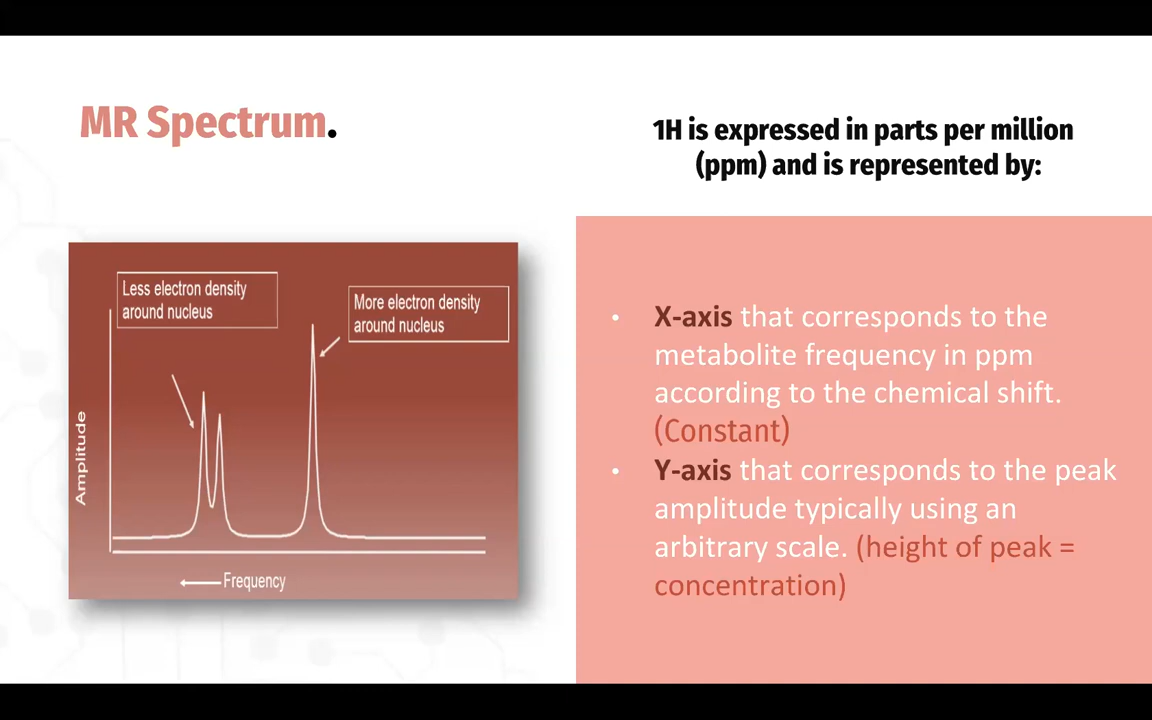 MR Spectrum.
1H is expressed in parts per million
(ppm) and is represented by:
Less electron density
around nucleus
More electron density
around nucleus
Amplitude
Frequency
• X-axis that corresponds to the
metabolite frequency in ppm
according to the chemical shift.
(Constant)
• Y-axis that corresponds to the peak
amplitude typically using an
arbitrary scale. (height of peak =
concentration)